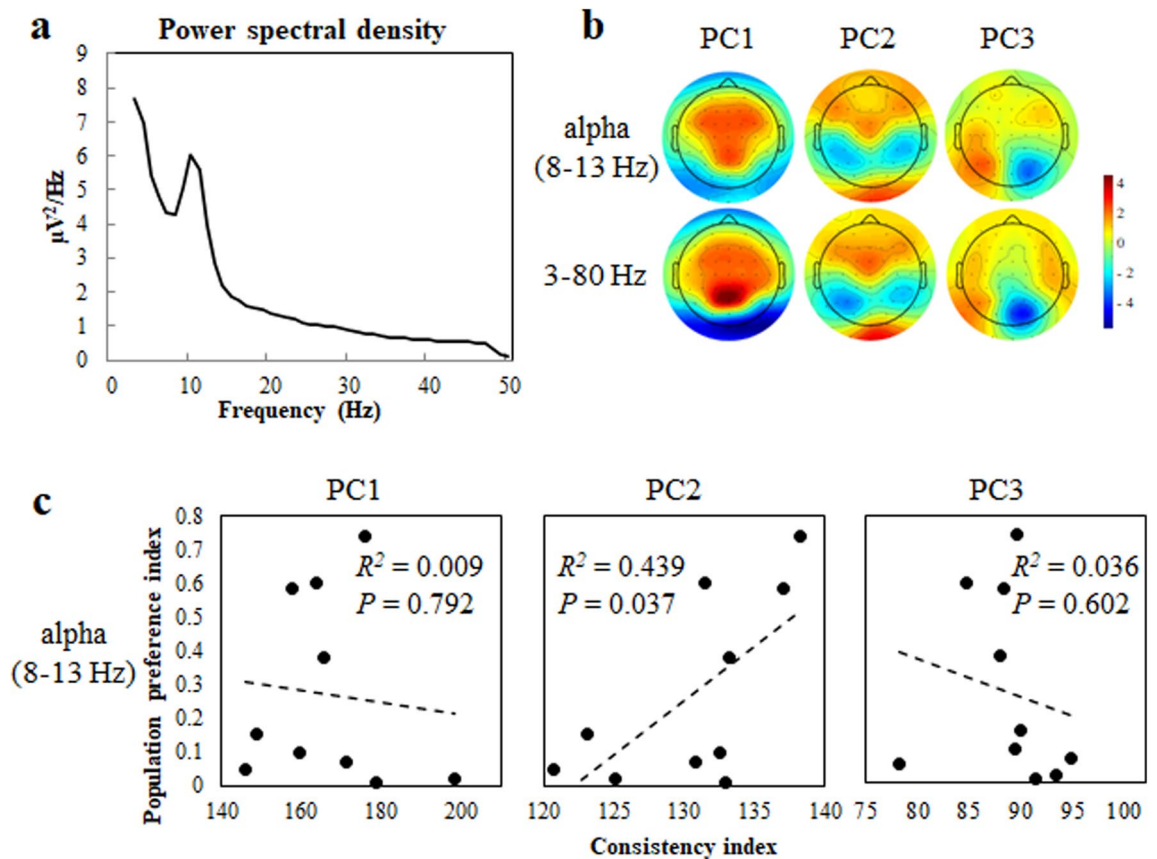 a
Power spectral density
9
8
7
6
5
4
3
2
1
0
μV²/Hz
0 10 20 30 40 50
Frequency (Hz)
b
PC1 PC2 PC3
alpha
(8-13 Hz)
3-80 Hz
4
2
0
- 2
- 4
c
PC1 PC2 PC3
alpha
(8-13 Hz)
Population preference index
0.8
0.7
0.6
0.5
0.4
0.3
0.2
0.1
0
R² = 0.009
P = 0.792
140 160 180 200
R² = 0.439
P = 0.037
120 125 130 135 140
R² = 0.036
P = 0.602
75 80 85 90 95 100
Consistency index